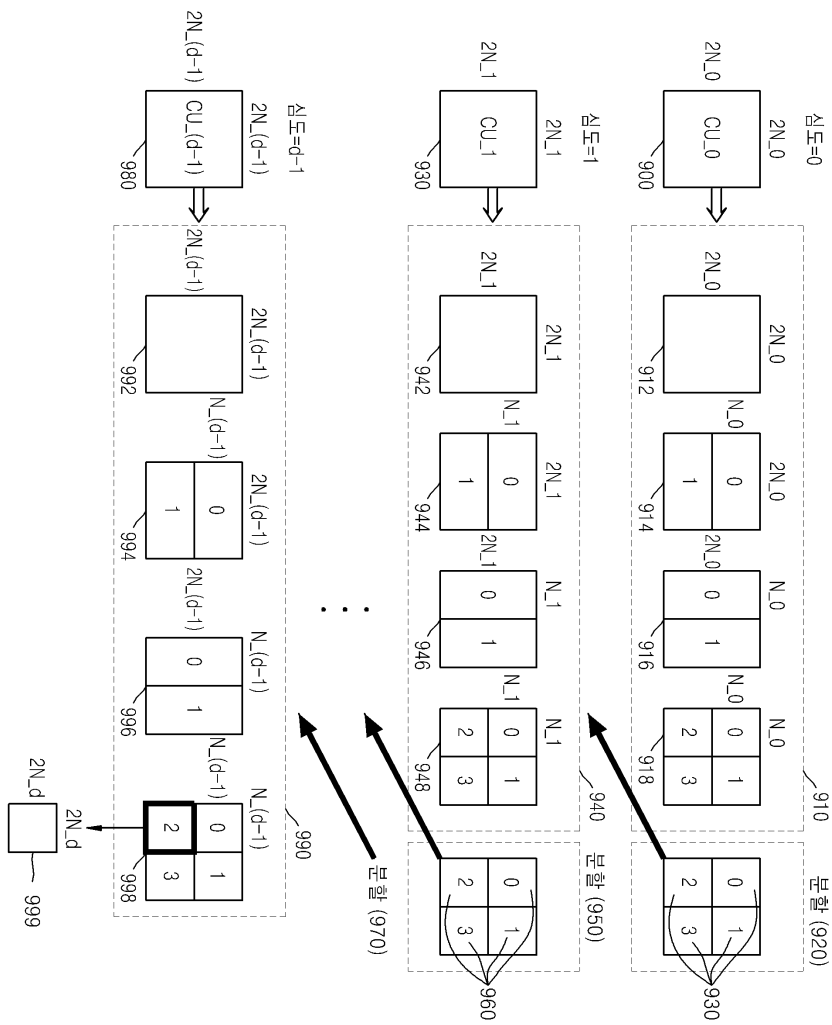 심도=0
910
분할 (920)
2N_0
2N_0
2N_0
N_0
N_0
2N_0
CU_0
2N_0
N_0
0
1
2N_0
0
1
N_0
0
1
2
3
0
1
2
3
900
912
914
916
918
930
심도=1
940
분할 (950)
2N_1
2N_1
2N_1
N_1
N_1
2N_1
CU_1
2N_1
N_1
0
1
2N_1
0
1
N_1
0
1
2
3
0
1
2
3
930
942
944
946
948
960
· · ·
분할 (970)
심도=d-1
990
2N_(d-1)
2N_(d-1)
2N_(d-1)
N_(d-1)
N_(d-1)
2N_(d-1)
CU_(d-1)
2N_(d-1)
N_(d-1)
0
1
2N_(d-1)
0
1
N_(d-1)
0
1
2
3
980
992
994
996
998
2N_d
2N_d
999